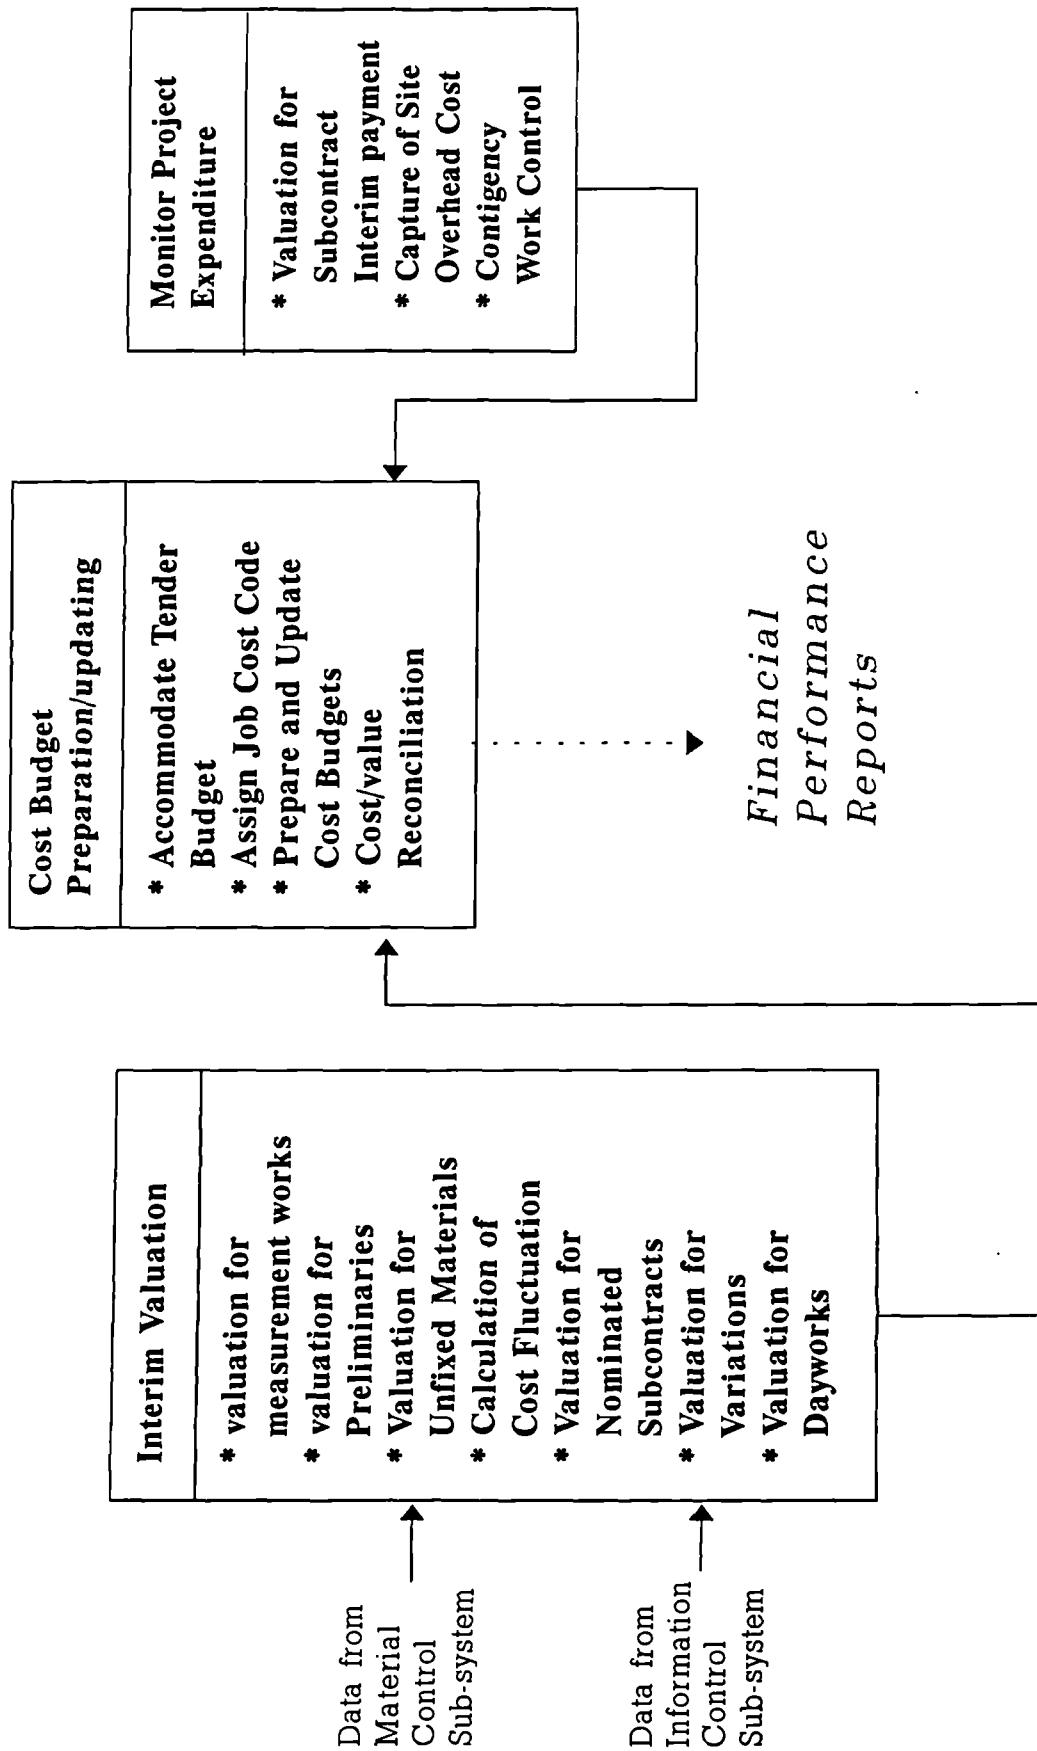 Data from
Material
Control
Sub-system
Data from
Information
Control
Sub-system
Interim Valuation
* valuation for
measurement works
* valuation for
Preliminaries
* Valuation for
Unfixed Materials
* Calculation of
Cost Fluctuation
* Valuation for
Nominated
Subcontracts
* Valuation for
Variations
* Valuation for
Dayworks
Cost Budget
Preparation/updating
* Accommodate Tender
Budget
* Assign Job Cost Code
* Prepare and Update
Cost Budgets
* Cost/value
Reconciliation
Financial
Performance
Reports
Monitor Project
Expenditure
* Valuation for
Subcontract
Interim payment
* Capture of Site
Overhead Cost
* Contigency
Work Control